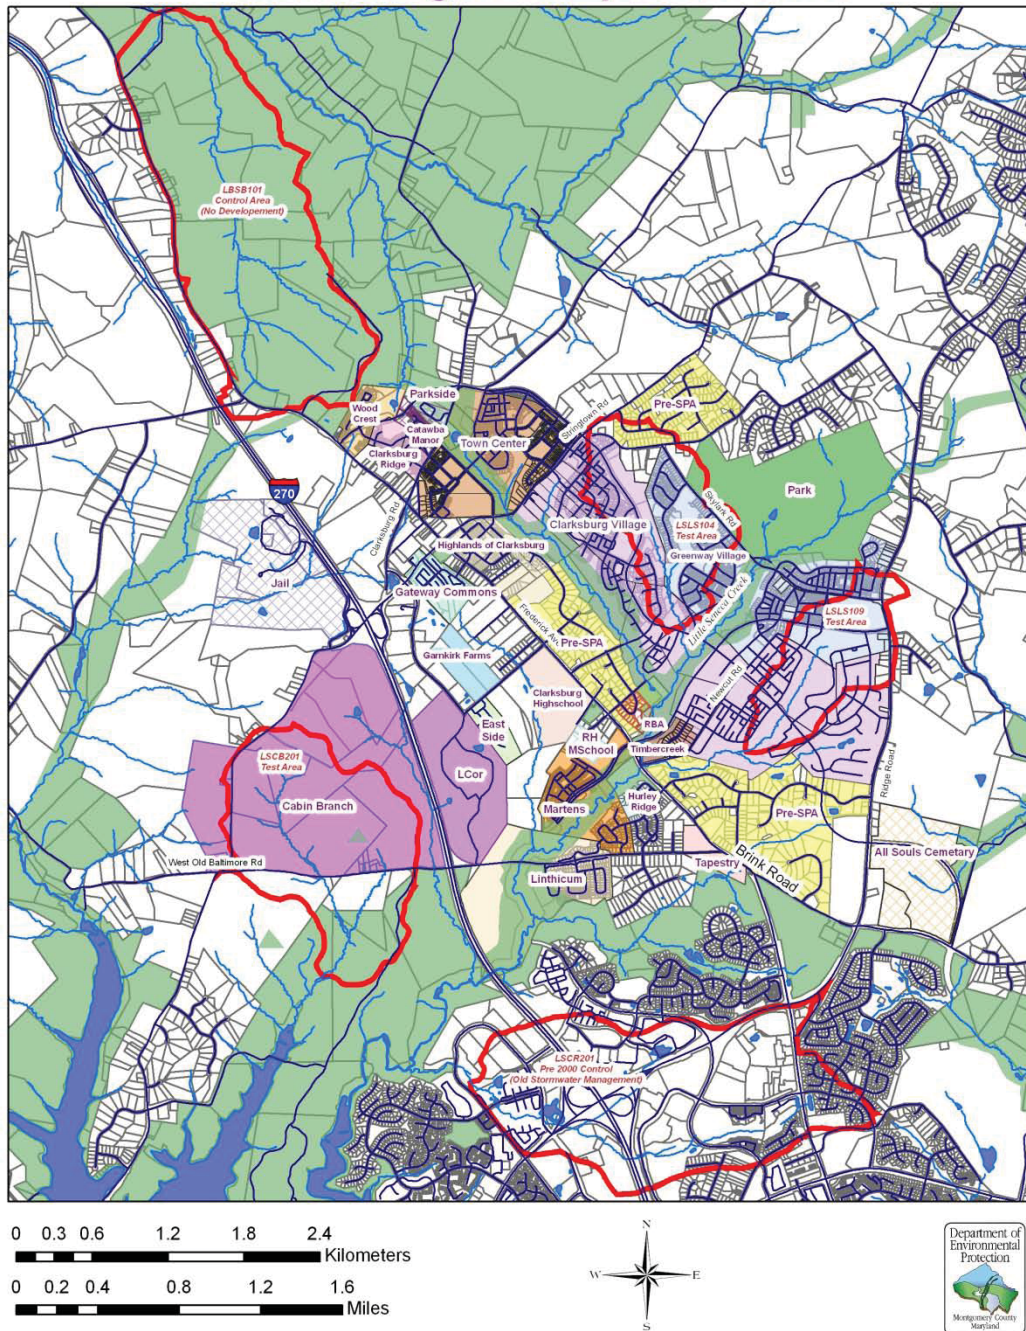 LBSB101
Control Area
(No Developement)
Parkside
Wood
Crest
Catawba
Manor
Clarksburg
Ridge
Town Center
Stringtown Rd
Pre-SPA
270
Clarksburg Rd
Park
Skylark Rd
Clarksburg Village
LSLS104
Test Area
Greenway Village
Highlands of Clarksburg
Jail
Gateway Commons
Little Seneca Creek
LSLS109
Test Area
Frederick Ave
Pre-SPA
Garnkirk Farms
Newcut Rd
Clarksburg
Highschool
East
Side
RBA
RH
MSchool
Timbercreek
LSCB201
Test Area
LCor
Ridge Road
Cabin Branch
Martens
Hurley
Ridge
Pre-SPA
West Old Baltimore Rd
Brink Road
All Souls Cemetary
Tapestry
Linthicum
LSCR201
Pre 2000 Control
(Old Stormwater Management)
0 0.3 0.6 1.2 1.8 2.4
Kilometers
0 0.2 0.4 0.8 1.2 1.6
Miles
N
W E
S
Department of
Environmental
Protection
Montgomery County
Maryland